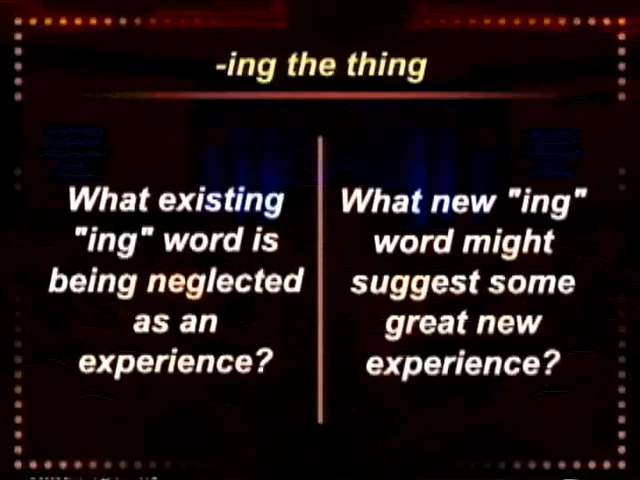 -ing the thing
What existing
"ing" word is
being neglected
as an
experience?
What new "ing"
word might
suggest some
great new
experience?